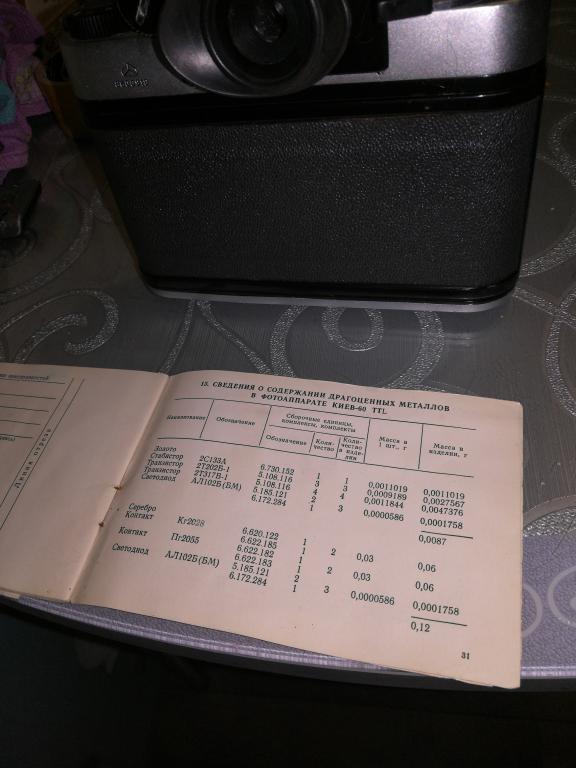 15. СВЕДЕНИЯ О СОДЕРЖАНИИ ДРАГОЦЕННЫХ МЕТАЛЛОВ
В ФОТОАППАРАТЕ КИЕВ-60 TTL
Наименование Обозначение Сборочные единицы, комплексы, комплекты Масса в 1 шт., г Масса в изделии, г
Обозначение Количество Количество в изделии
Золото
Стабистор 2С133А 6.730.152 1 1 0,0011019 0,0011019
Транзистор 2Т202Б-1 5.108.116 3 3 0,0009189 0,0027567
Транзистор 2Т317В-1 5.108.116 4 4 0,0011844 0,0047376
Светодиод АЛ102Б(БМ) 5.185.121 2
6.172.284 1 3 0,0000586 0,0001758
0,0087
Серебро
Контакт Кг2028 6.620.122 1
6.622.185 1 2 0,03 0,06
Контакт Пг2055 6.622.182 1
6.622.183 1 2 0,03 0,06
Светодиод АЛ102Б(БМ) 5.185.121 2
6.172.284 1 3 0,0000586 0,0001758
0,12
31
Линия отреза